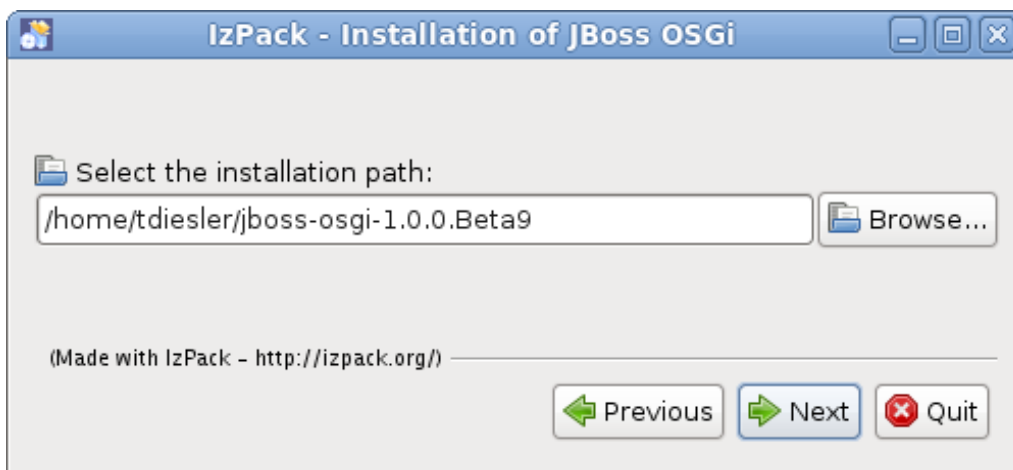 IzPack - Installation of JBoss OSGi
Select the installation path:
/home/tdiesler/jboss-osgi-1.0.0.Beta9
Browse...
(Made with IzPack - http://izpack.org/)
Previous
Next
Quit